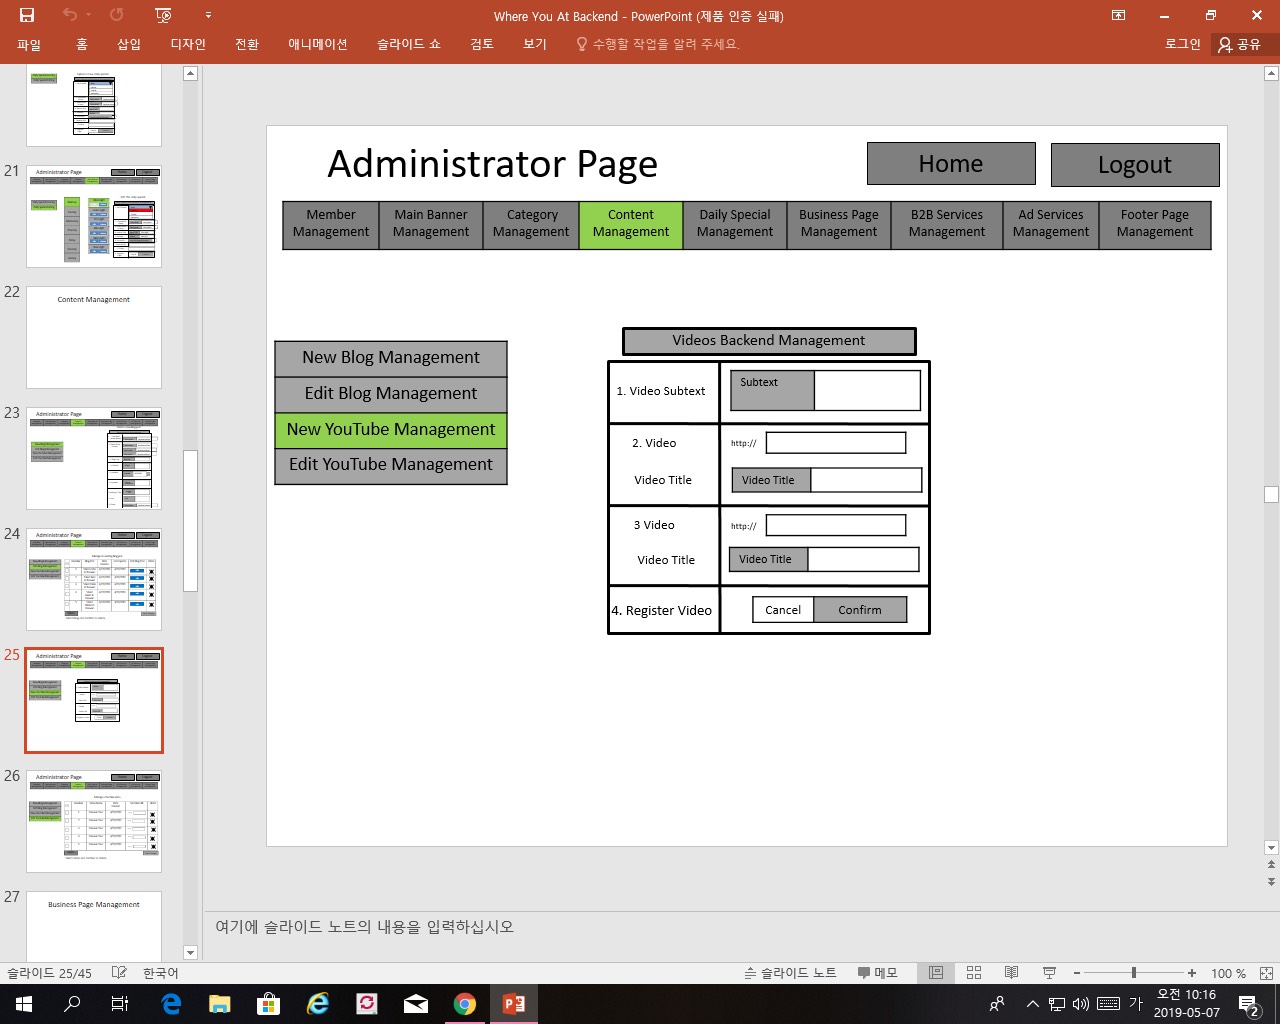 Where You At Backend - PowerPoint (제품 인증 실패)
파일 홈 삽입 디자인 전환 애니메이션 슬라이드 쇼 검토 보기 수행할 작업을 알려 주세요. 로그인 공유
21
Administrator Page
22
Content Management
23
Administrator Page
24
Administrator Page
25
Administrator Page
26
Administrator Page
27
Business Page Management
Administrator Page
Home
Logout
Member Management
Main Banner Management
Category Management
Content Management
Daily Special Management
Business Page Management
B2B Services Management
Ad Services Management
Footer Page Management
New Blog Management
Edit Blog Management
New YouTube Management
Edit YouTube Management
Videos Backend Management
1. Video Subtext
Subtext
2. Video
http://
Video Title
Video Title
3 Video
http://
Video Title
Video Title
4. Register Video
Cancel
Confirm
여기에 슬라이드 노트의 내용을 입력하십시오
슬라이드 25/45 한국어 슬라이드 노트 메모 100 %
가
오전 10:16
2019-05-07
2